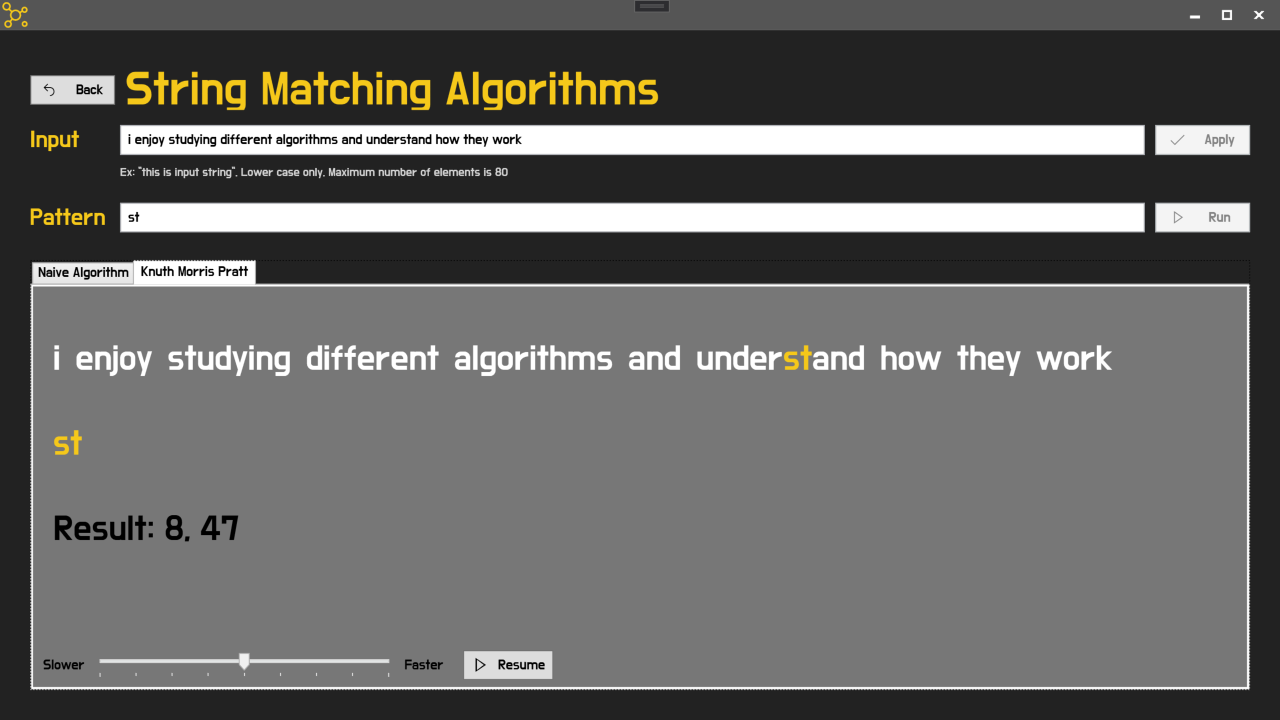 Back String Matching Algorithms
Input i enjoy studying different algorithms and understand how they work Apply
Ex: "this is input string". Lower case only, Maximum number of elements is 80
Pattern st Run
Naive Algorithm Knuth Morris Pratt
i enjoy studying different algorithms and understand how they work
st
Result: 8, 47
Slower Faster Resume